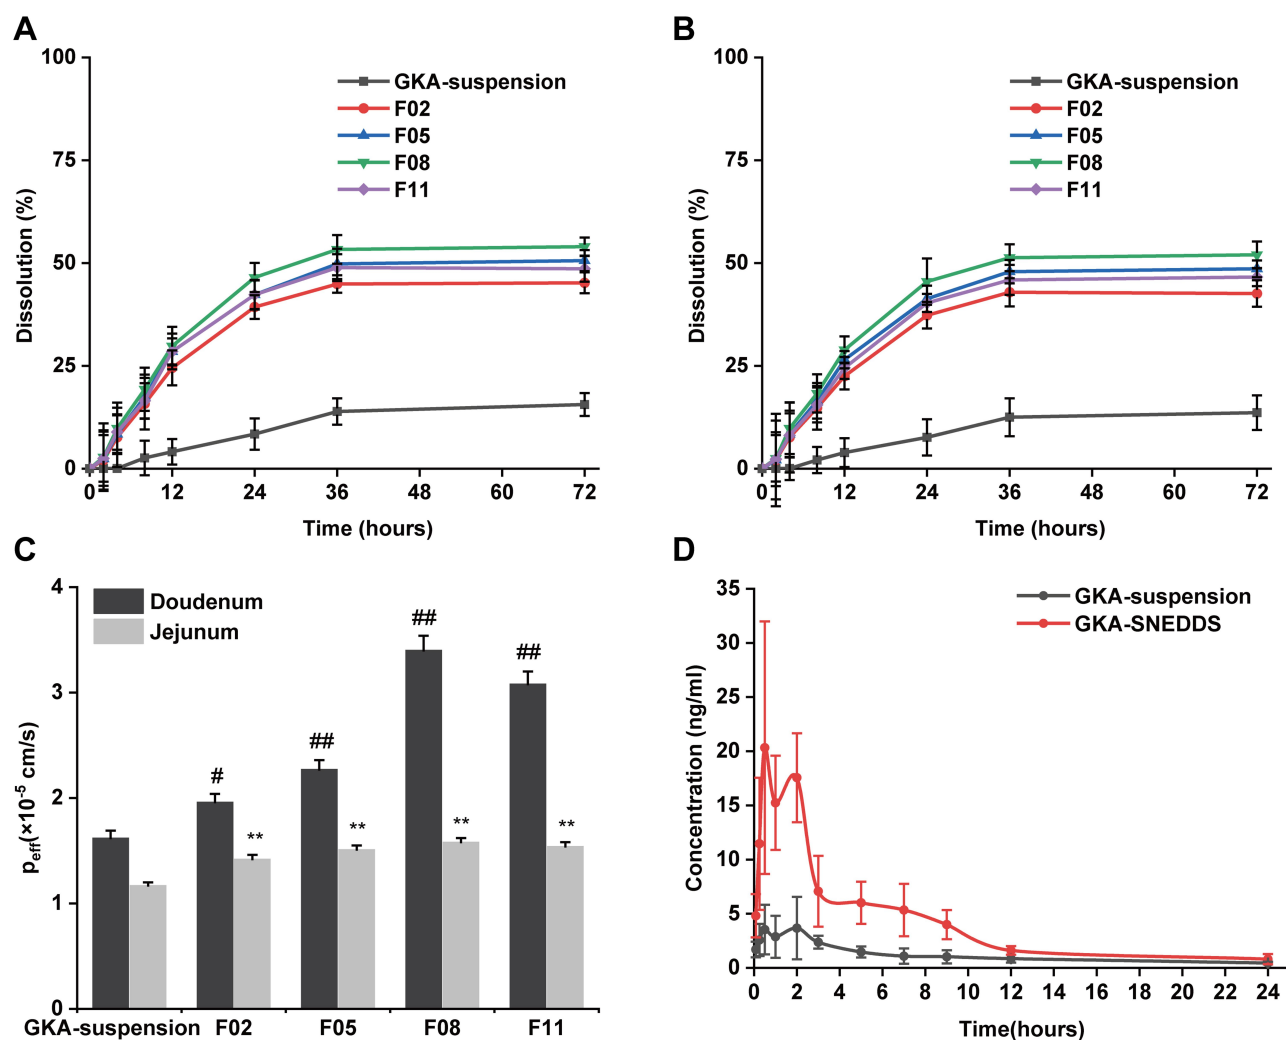 A
100
75
50
25
0
Dissolution (%)
GKA-suspension
F02
F05
F08
F11
0 12 24 36 48 60 72
Time (hours)
B
100
75
50
25
0
Dissolution (%)
GKA-suspension
F02
F05
F08
F11
0 12 24 36 48 60 72
Time (hours)
C
4
3
2
1
0
peff(×10-5 cm/s)
Doudenum
Jejunum
# ## ## ##
** ** ** **
GKA-suspension F02 F05 F08 F11
D
35
30
25
20
15
10
5
0
Concentration (ng/ml)
GKA-suspension
GKA-SNEDDS
0 2 4 6 8 10 12 14 16 18 20 22 24
Time(hours)